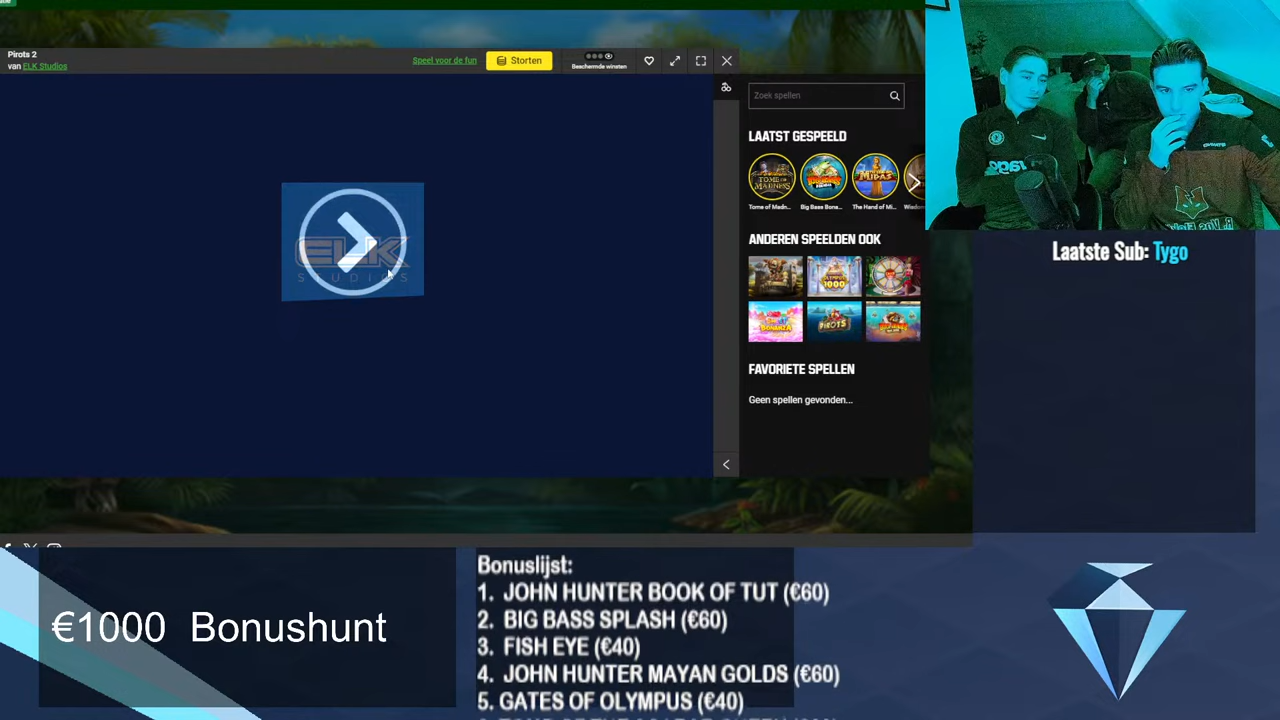 Pirots 2
van ELK Studios
Speel voor de fun
Storten
Beschermde winsten
Zoek spellen
LAATST GESPEELD
Tome of Madn...
Big Bass Bona...
The Hand of Mi...
ANDEREN SPEELDEN OOK
FAVORIETE SPELLEN
Geen spellen gevonden...
ELK
STUDIOS
Laatste Sub: Tygo
€1000 Bonushunt
Bonuslijst:
1. JOHN HUNTER BOOK OF TUT (€60)
2. BIG BASS SPLASH (€60)
3. FISH EYE (€40)
4. JOHN HUNTER MAYAN GOLDS (€60)
5. GATES OF OLYMPUS (€40)